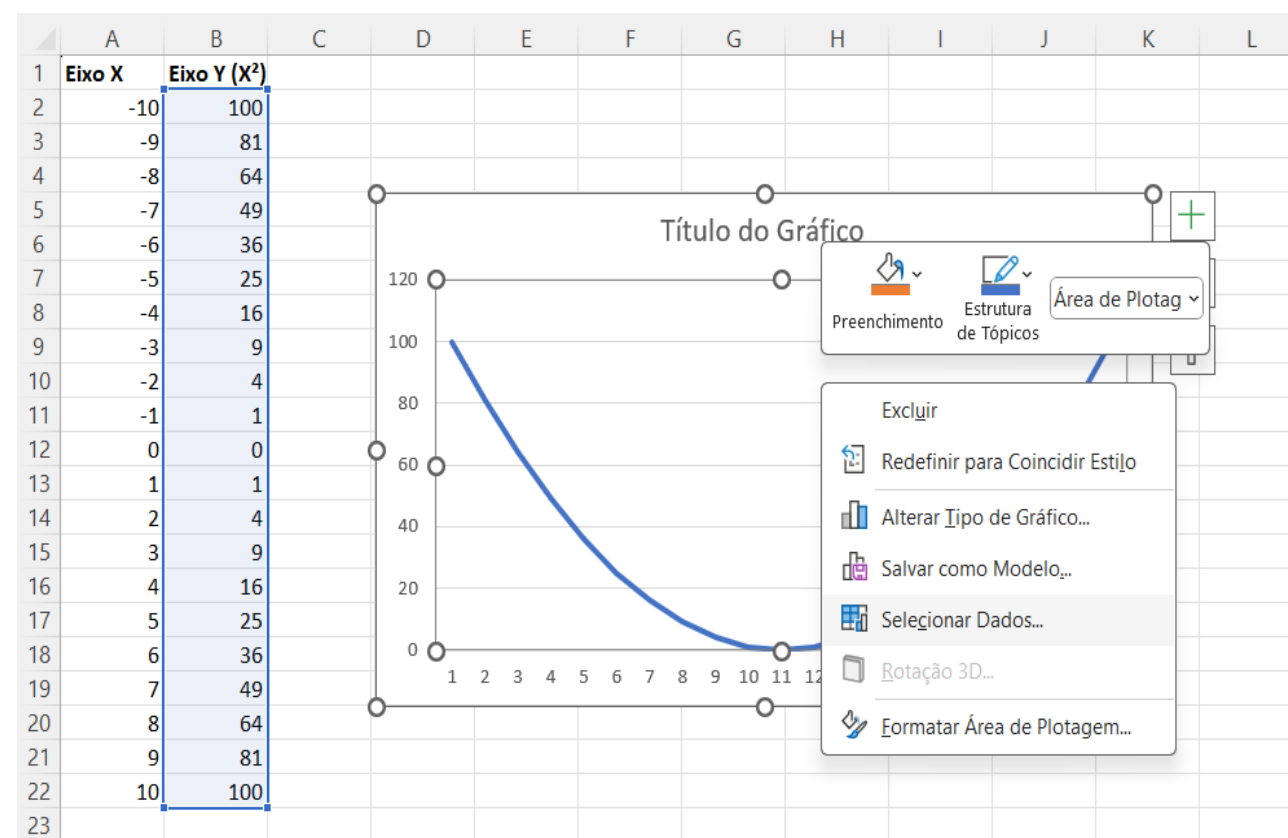 A B C D E F G H I J K L
1 Eixo X Eixo Y (X²)
2 -10 100
3 -9 81
4 -8 64
5 -7 49
6 -6 36
7 -5 25
8 -4 16
9 -3 9
10 -2 4
11 -1 1
12 0 0
13 1 1
14 2 4
15 3 9
16 4 16
17 5 25
18 6 36
19 7 49
20 8 64
21 9 81
22 10 100
23
Título do Gráfico
120
100
80
60
40
20
0
1 2 3 4 5 6 7 8 9 10 11 12
Preenchimento
Estrutura
de Tópicos
Área de Plotag
Excluir
Redefinir para Coincidir Estilo
Alterar Tipo de Gráfico...
Salvar como Modelo...
Selecionar Dados...
Rotação 3D...
Formatar Área de Plotagem...